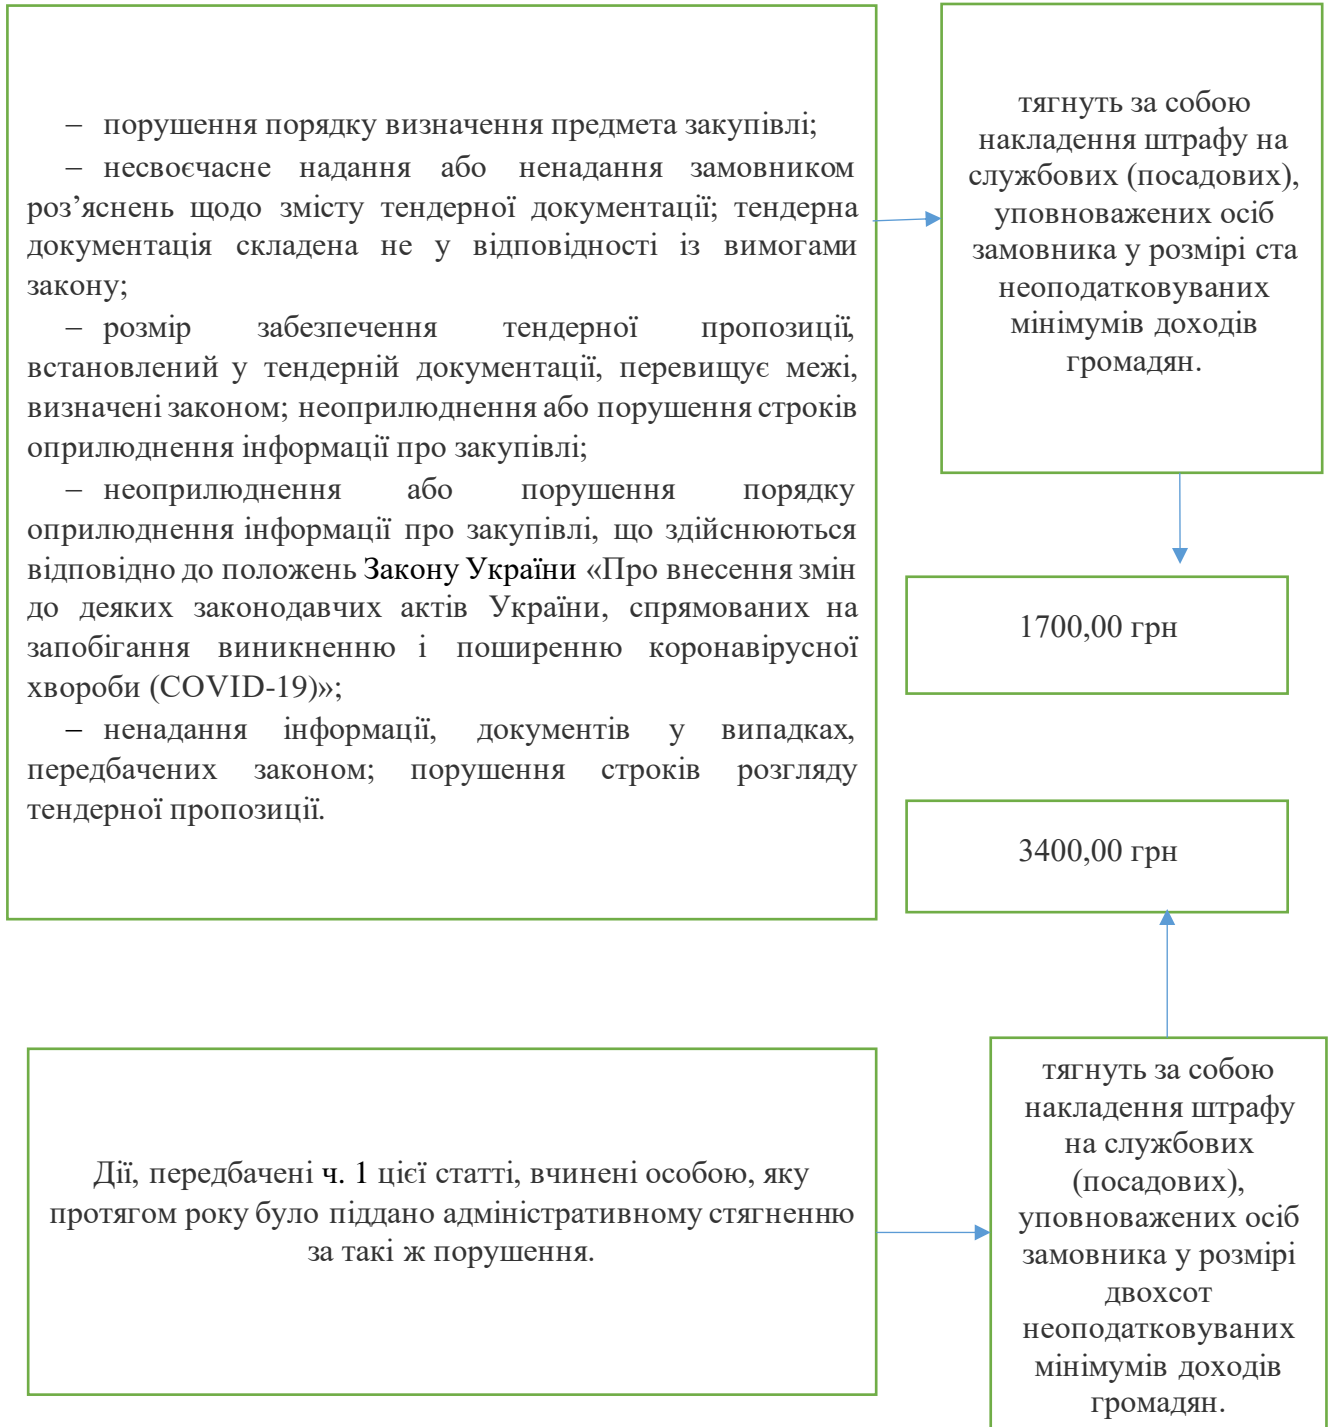 – порушення порядку визначення предмета закупівлі;
– несвоєчасне надання або ненадання замовником
роз’яснень щодо змісту тендерної документації; тендерна
документація складена не у відповідності із вимогами
закону;
– розмір забезпечення тендерної пропозиції,
встановлений у тендерній документації, перевищує межі,
визначені законом; неоприлюднення або порушення строків
оприлюднення інформації про закупівлі;
– неоприлюднення або порушення порядку
оприлюднення інформації про закупівлі, що здійснюються
відповідно до положень Закону України «Про внесення змін
до деяких законодавчих актів України, спрямованих на
запобігання виникненню і поширенню коронавірусної
хвороби (COVID-19)»;
– ненадання інформації, документів у випадках,
передбачених законом; порушення строків розгляду
тендерної пропозиції.
тягнуть за собою
накладення штрафу на
службових (посадових),
уповноважених осіб
замовника у розмірі ста
неоподатковуваних
мінімумів доходів
громадян.
1700,00 грн
3400,00 грн
Дії, передбачені ч. 1 цієї статті, вчинені особою, яку
протягом року було піддано адміністративному стягненню
за такі ж порушення.
тягнуть за собою
накладення штрафу
на службових
(посадових),
уповноважених осіб
замовника у розмірі
двохсот
неоподатковуваних
мінімумів доходів
громадян.